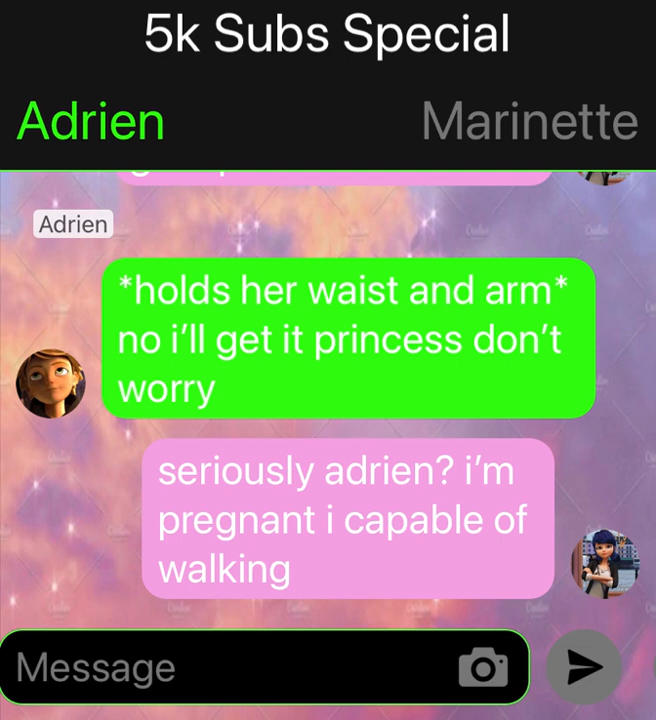 5k Subs Special
Adrien
Marinette
Adrien
*holds her waist and arm*
no i’ll get it princess don’t
worry
seriously adrien? i’m
pregnant i capable of
walking
Message